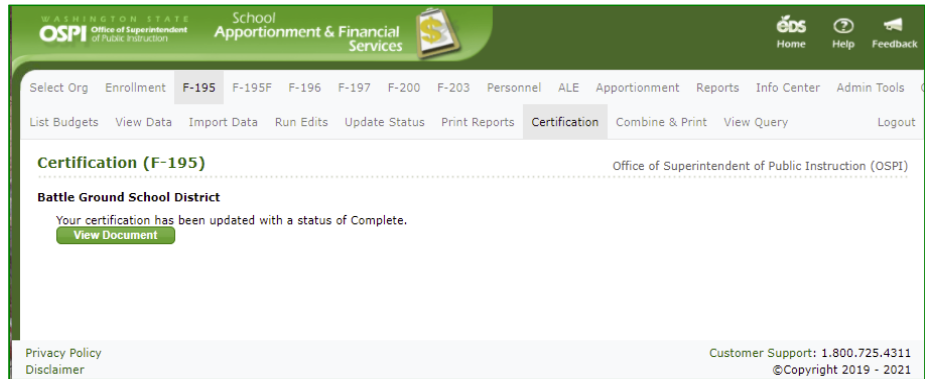 WASHINGTON STATE
OSPI Office of Superintendent of Public Instruction
School
Apportionment & Financial
Services
EDS
Home Help Feedback
Select Org Enrollment F-195 F-195F F-196 F-197 F-200 F-203 Personnel ALE Apportionment Reports Info Center Admin Tools
List Budgets View Data Import Data Run Edits Update Status Print Reports Certification Combine & Print View Query Logout
Certification (F-195) Office of Superintendent of Public Instruction (OSPI)
Battle Ground School District
Your certification has been updated with a status of Complete.
View Document
Privacy Policy Customer Support: 1.800.725.4311
Disclaimer ©Copyright 2019 - 2021